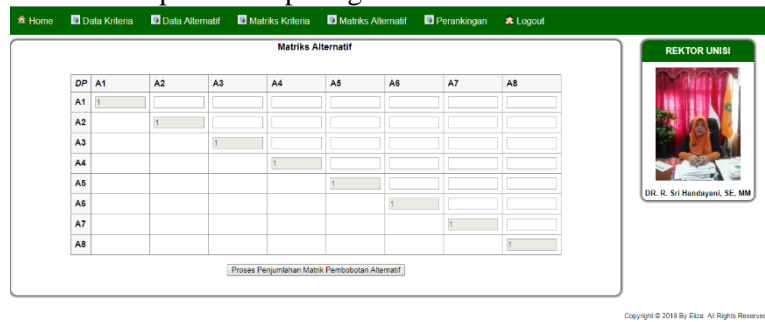 Home Data Kriteria Data Alternatif Matriks Kriteria Matriks Alternatif Perankingan Logout
Matriks Alternatif
DP A1 A2 A3 A4 A5 A6 A7 A8
A1 1
A2 1
A3 1
A4 1
A5 1
A6 1
A7 1
A8 1
Proses Penjumlahan Matrik Pembobotan Alternatif
REKTOR UNISI
DR. R. Sri Handayani, SE, MM
Copyright © 2018 By Eliza. All Rights Reserved